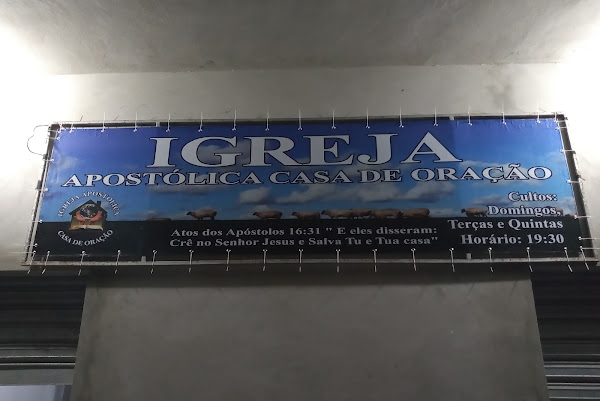 IGREJA
APOSTÓLICA CASA DE ORAÇÃO
IGREJA APOSTÓLICA
CASA DE ORAÇÃO
Atos dos Apóstolos 16:31 " E eles disseram:
Crê no Senhor Jesus e Salva Tu e Tua casa"
Cultos:
Domingos,
Terças e Quintas
Horário: 19:30